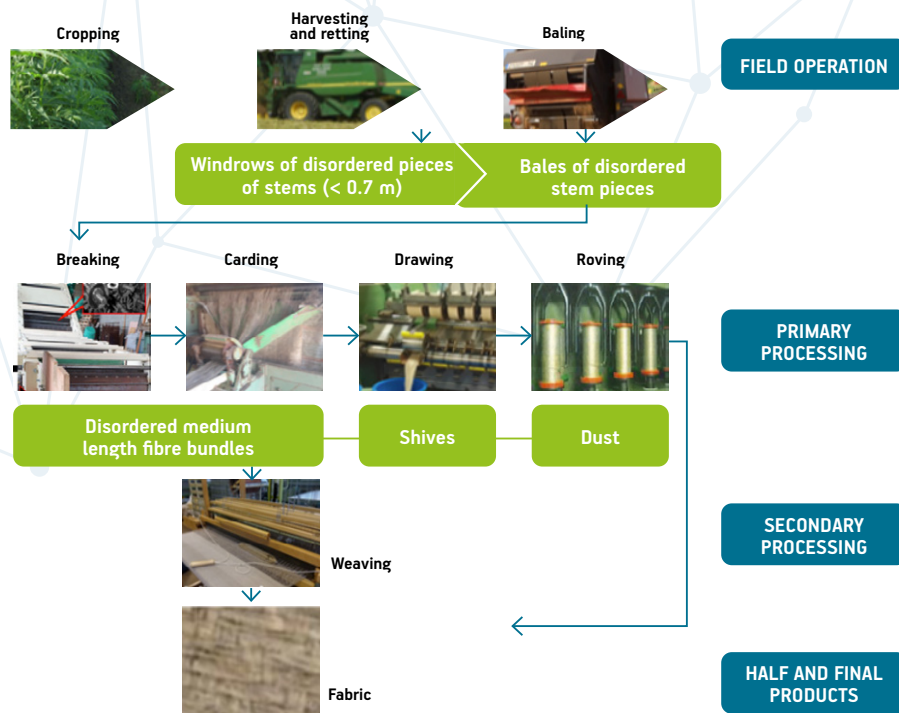 Cropping
Harvesting
and retting
Baling
FIELD OPERATION
Windrows of disordered pieces
of stems (< 0.7 m)
Bales of disordered
stem pieces
Breaking
Carding
Drawing
Roving
PRIMARY
PROCESSING
Disordered medium
length fibre bundles
Shives
Dust
SECONDARY
PROCESSING
Weaving
HALF AND FINAL
PRODUCTS
Fabric